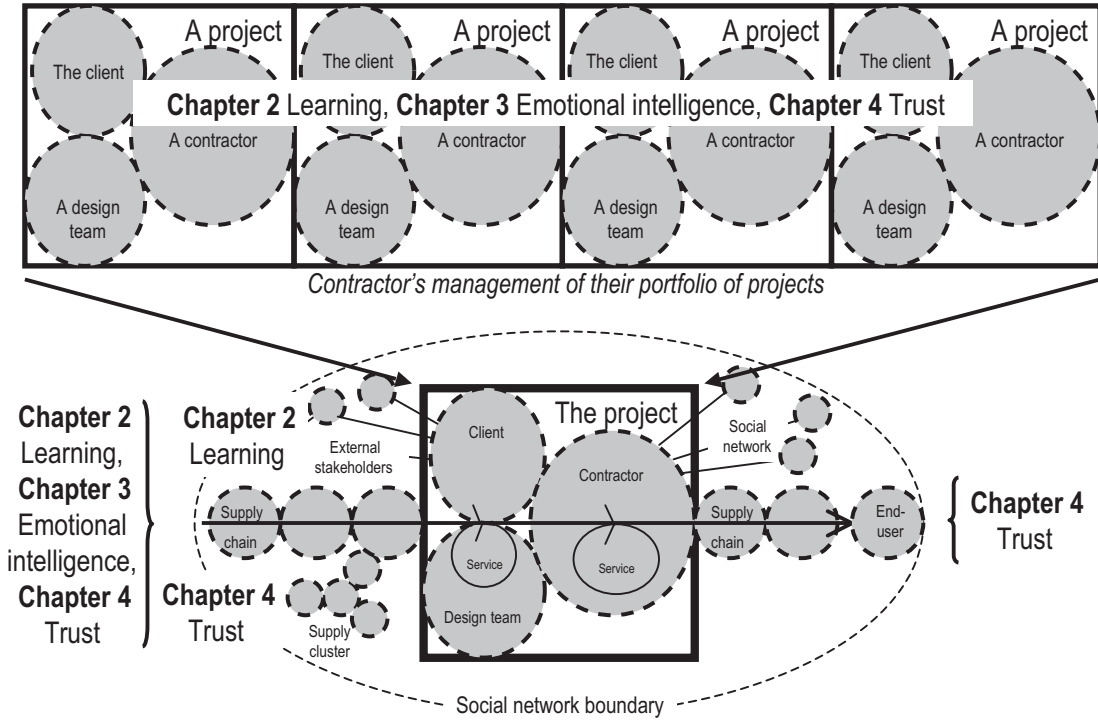 A project
A project
A project
A project
The client
The client
The client
The client
Chapter 2 Learning, Chapter 3 Emotional intelligence, Chapter 4 Trust
A contractor
A contractor
A contractor
A contractor
A design
team
A design
team
A design
team
A design
team
Contractor’s management of their portfolio of projects
Chapter 2
Learning,
Chapter 3
Emotional
intelligence,
Chapter 4
Trust
Chapter 2
Learning
External
stakeholders
Supply
chain
Chapter 4
Trust
Supply
cluster
The project
Client
Contractor
Service
Service
Design team
Social
network
Supply
chain
End-
user
Chapter 4
Trust
Social network boundary